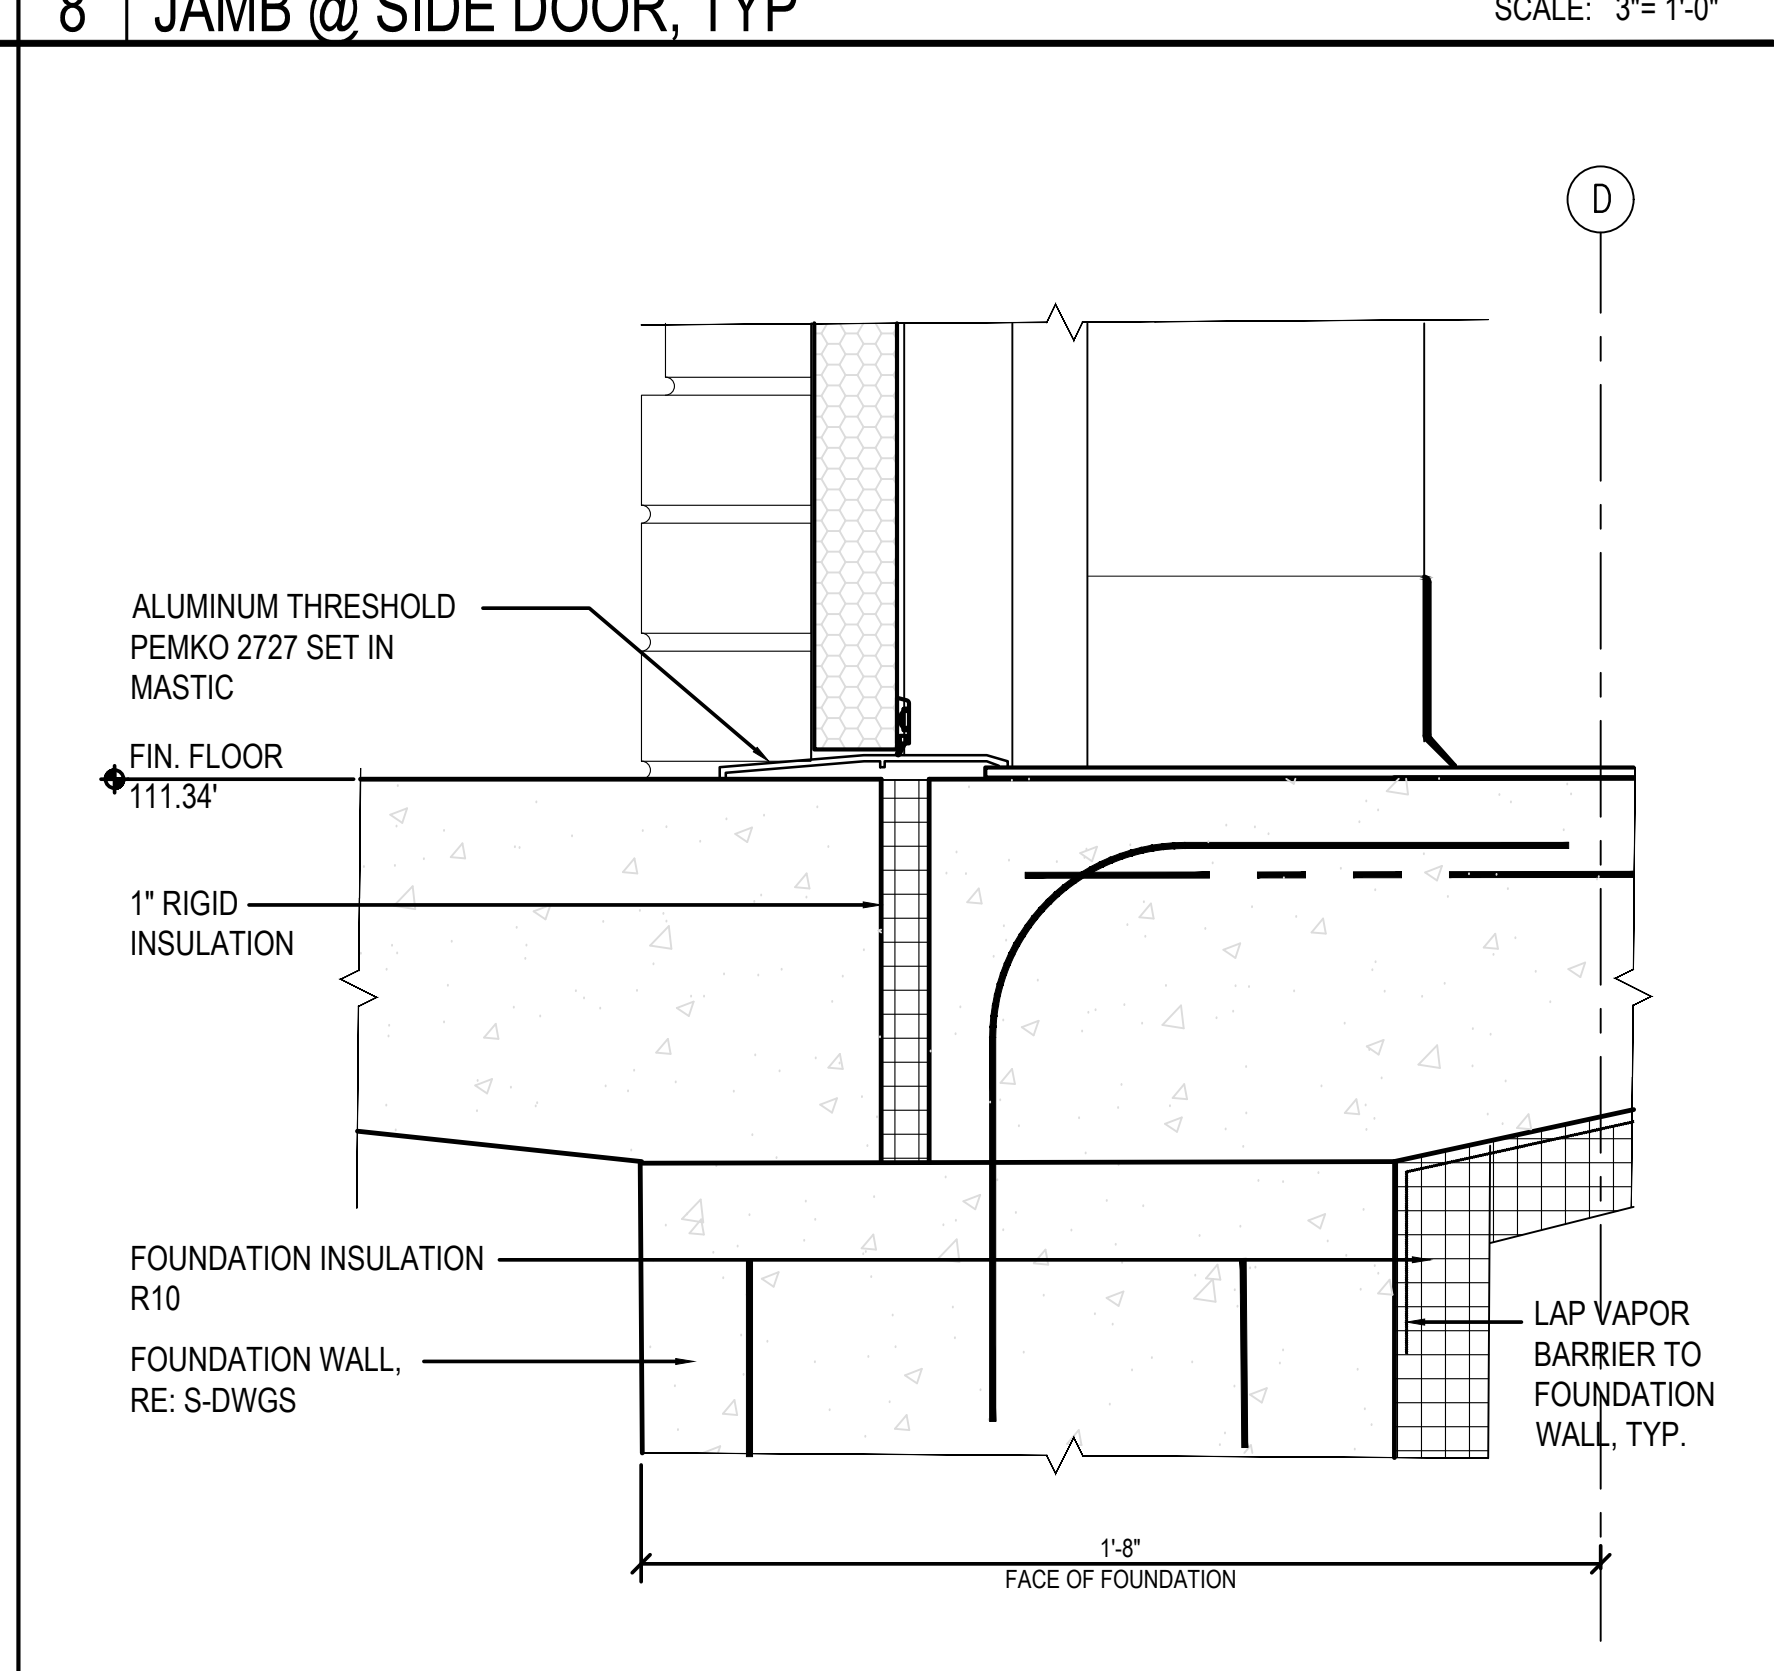 8 JAMB @ SIDE DOOR, TYP
SCALE: 3"= 1'-0"
D
ALUMINUM THRESHOLD
PEMKO 2727 SET IN
MASTIC
FIN. FLOOR
111.34'
1" RIGID
INSULATION
FOUNDATION INSULATION
R10
FOUNDATION WALL,
RE: S-DWGS
LAP VAPOR
BARRIER TO
FOUNDATION
WALL, TYP.
1'-8"
FACE OF FOUNDATION